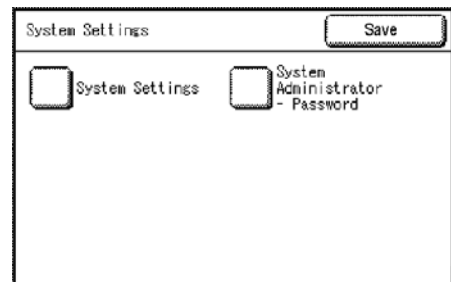 System Settings
Save
System Settings
System
Administrator
- Password